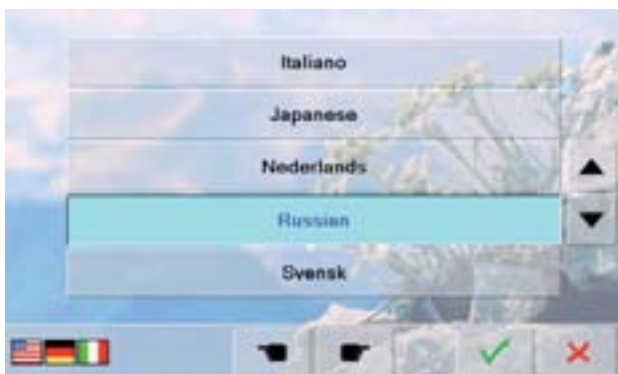 Italiano
Japanese
Nederlands
Russian
Svensk